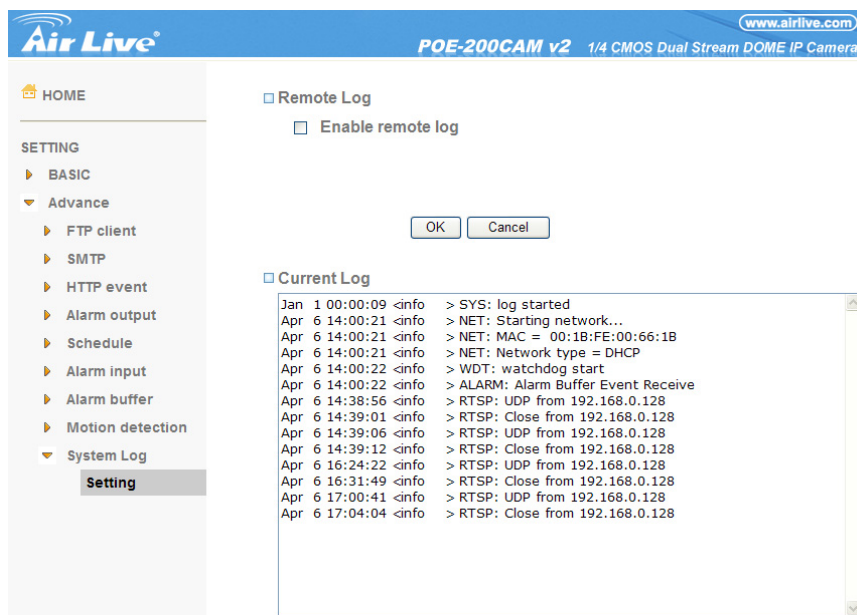 www.airlive.com
Air Live®
POE-200CAM v2 1/4 CMOS Dual Stream DOME IP Camera
HOME
SETTING
BASIC
Advance
FTP client
SMTP
HTTP event
Alarm output
Schedule
Alarm input
Alarm buffer
Motion detection
System Log
Setting
Remote Log
Enable remote log
OK Cancel
Current Log
Jan 1 00:00:09 <info > SYS: log started
Apr 6 14:00:21 <info > NET: Starting network...
Apr 6 14:00:21 <info > NET: MAC = 00:1B:FE:00:66:1B
Apr 6 14:00:21 <info > NET: Network type = DHCP
Apr 6 14:00:22 <info > WDT: watchdog start
Apr 6 14:00:22 <info > ALARM: Alarm Buffer Event Receive
Apr 6 14:38:56 <info > RTSP: UDP from 192.168.0.128
Apr 6 14:39:01 <info > RTSP: Close from 192.168.0.128
Apr 6 14:39:06 <info > RTSP: UDP from 192.168.0.128
Apr 6 14:39:12 <info > RTSP: Close from 192.168.0.128
Apr 6 16:24:22 <info > RTSP: UDP from 192.168.0.128
Apr 6 16:31:49 <info > RTSP: Close from 192.168.0.128
Apr 6 17:00:41 <info > RTSP: UDP from 192.168.0.128
Apr 6 17:04:04 <info > RTSP: Close from 192.168.0.128